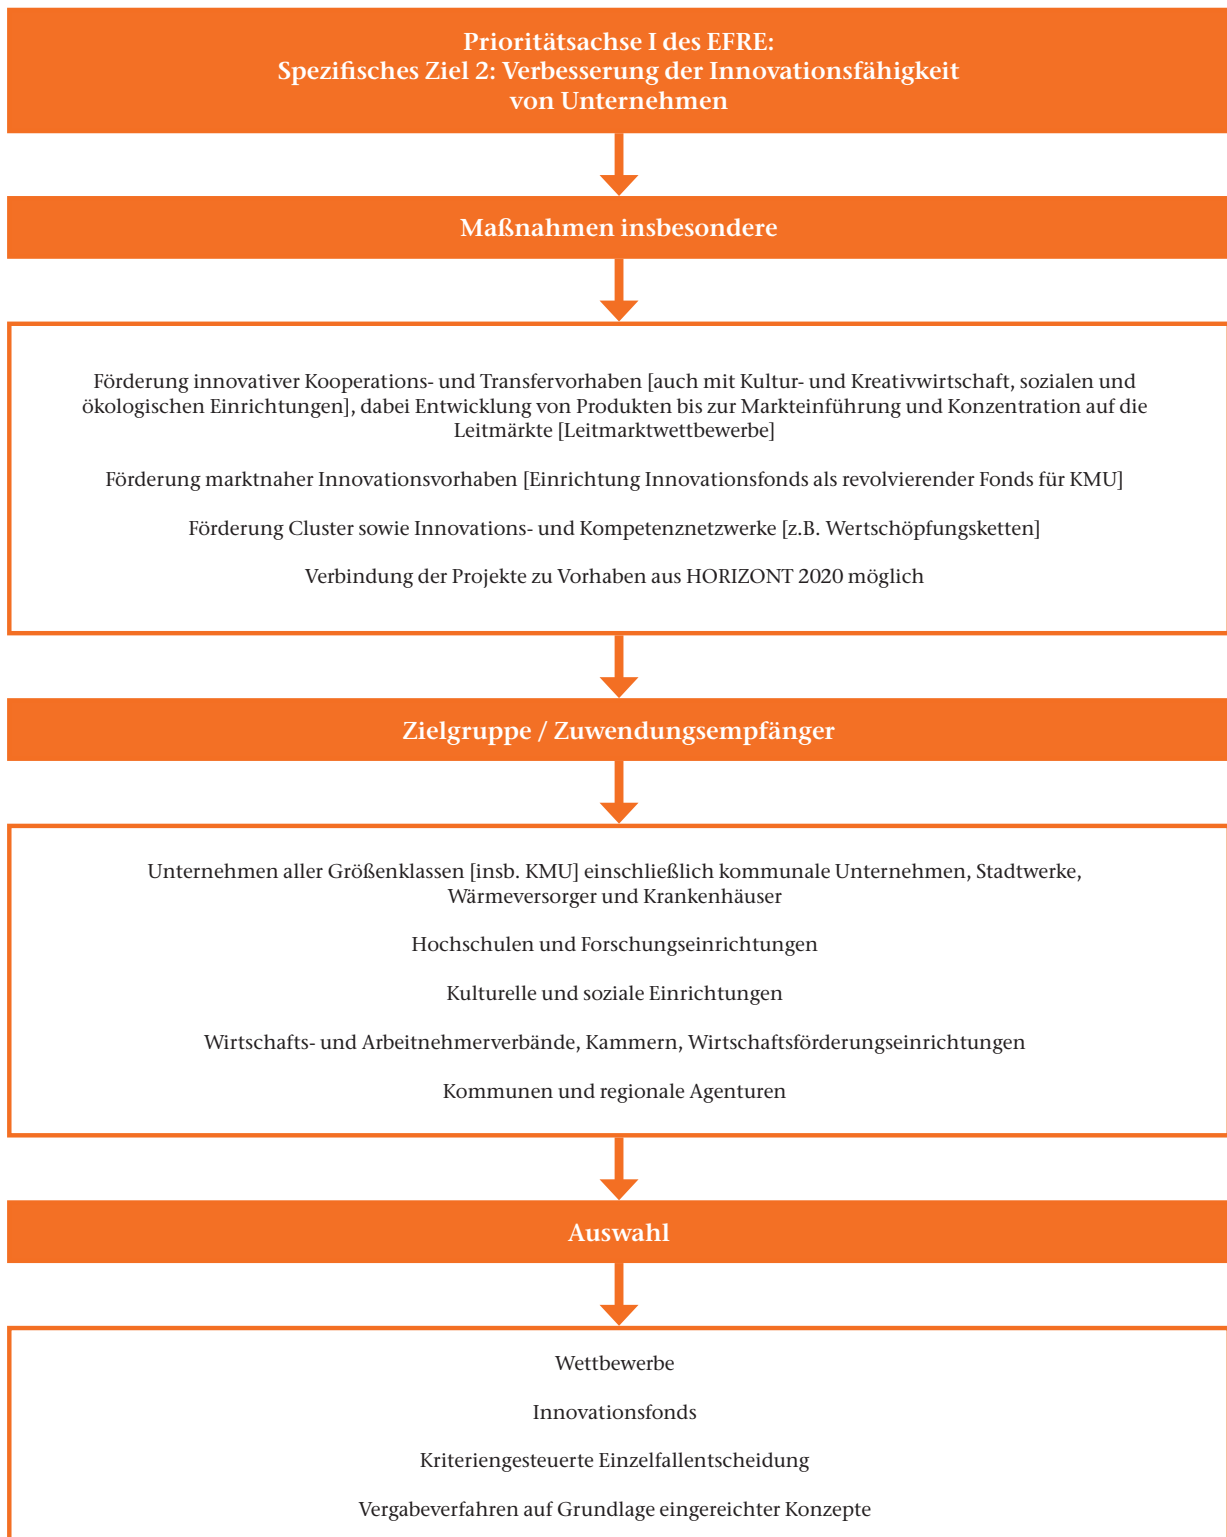 Prioritätsachse I des EFRE:
Spezifisches Ziel 2: Verbesserung der Innovationsfähigkeit
von Unternehmen
Maßnahmen insbesondere
Förderung innovativer Kooperations- und Transfervorhaben [auch mit Kultur- und Kreativwirtschaft, sozialen und
ökologischen Einrichtungen], dabei Entwicklung von Produkten bis zur Markteinführung und Konzentration auf die
Leitmärkte [Leitmarktwettbewerbe]
Förderung marktnaher Innovationsvorhaben [Einrichtung Innovationsfonds als revolvierender Fonds für KMU]
Förderung Cluster sowie Innovations- und Kompetenznetzwerke [z.B. Wertschöpfungsketten]
Verbindung der Projekte zu Vorhaben aus HORIZONT 2020 möglich
Zielgruppe / Zuwendungsempfänger
Unternehmen aller Größenklassen [insb. KMU] einschließlich kommunale Unternehmen, Stadtwerke,
Wärmeversorger und Krankenhäuser
Hochschulen und Forschungseinrichtungen
Kulturelle und soziale Einrichtungen
Wirtschafts- und Arbeitnehmerverbände, Kammern, Wirtschaftsförderungseinrichtungen
Kommunen und regionale Agenturen
Auswahl
Wettbewerbe
Innovationsfonds
Kriteriengesteuerte Einzelfallentscheidung
Vergabeverfahren auf Grundlage eingereichter Konzepte